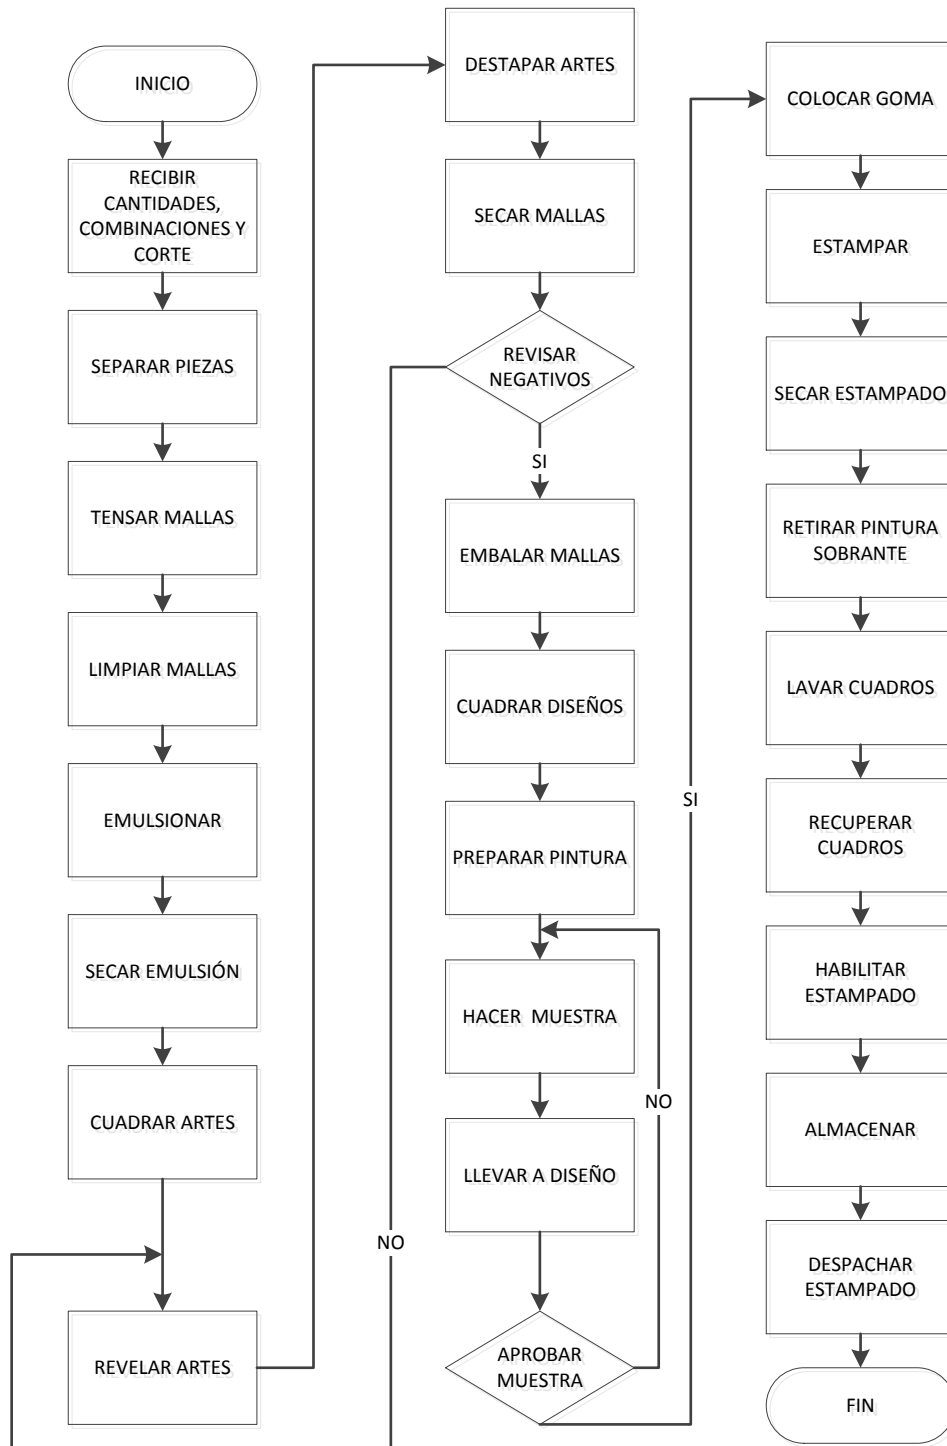 INICIO
RECIBIR
CANTIDADES,
COMBINACIONES Y
CORTE
SEPARAR PIEZAS
TENSAR MALLAS
LIMPIAR MALLAS
EMULSIONAR
SECAR EMULSIÓN
CUADRAR ARTES
REVELAR ARTES
DESTAPAR ARTES
SECAR MALLAS
REVISAR
NEGATIVOS
SI
NO
EMBALAR MALLAS
CUADRAR DISEÑOS
PREPARAR PINTURA
HACER  MUESTRA
LLEVAR A DISEÑO
APROBAR
MUESTRA
NO
SI
COLOCAR GOMA
ESTAMPAR
SECAR ESTAMPADO
RETIRAR PINTURA
SOBRANTE
LAVAR CUADROS
RECUPERAR
CUADROS
HABILITAR
ESTAMPADO
ALMACENAR
DESPACHAR
ESTAMPADO
FIN